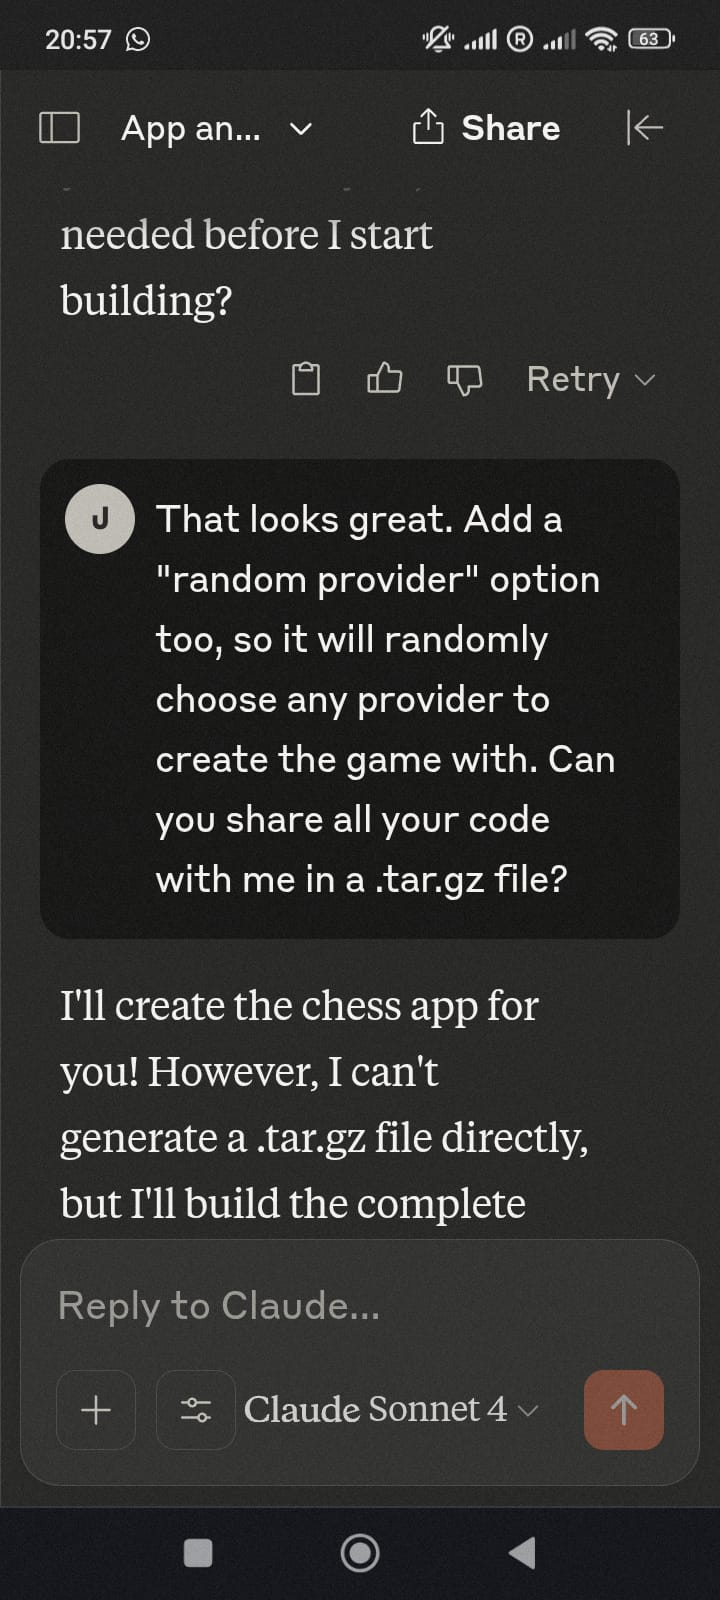 20:57
R
63
App an...
Share
needed before I start
building?
Retry
J
That looks great. Add a
"random provider" option
too, so it will randomly
choose any provider to
create the game with. Can
you share all your code
with me in a .tar.gz file?
I'll create the chess app for
you! However, I can't
generate a .tar.gz file directly,
but I'll build the complete
Reply to Claude...
Claude Sonnet 4